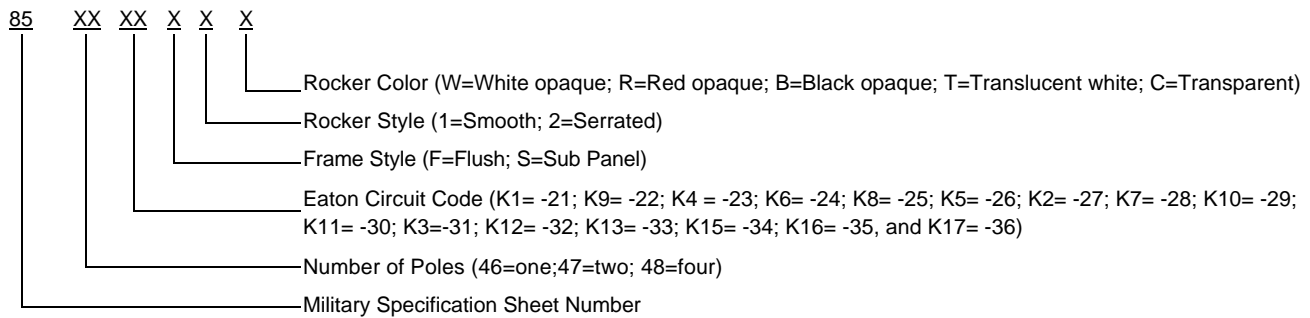 85 XX XX X X X
Rocker Color (W=White opaque; R=Red opaque; B=Black opaque; T=Translucent white; C=Transparent)
Rocker Style (1=Smooth; 2=Serrated)
Frame Style (F=Flush; S=Sub Panel)
Eaton Circuit Code (K1= -21; K9= -22; K4 = -23; K6= -24; K8= -25; K5= -26; K2= -27; K7= -28; K10= -29;
K11= -30; K3=-31; K12= -32; K13= -33; K15= -34; K16= -35, and K17= -36)
Number of Poles (46=one;47=two; 48=four)
Military Specification Sheet Number